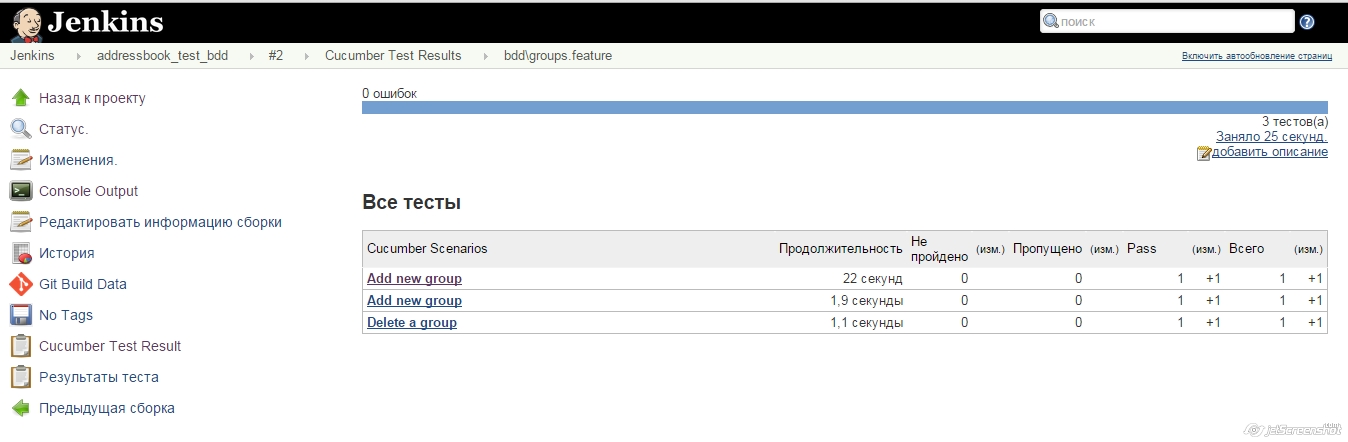 Jenkins
поиск
Jenkins addressbook_test_bdd #2 Cucumber Test Results bdd\groups.feature
Включить автообновление страниц
Назад к проекту
Статус.
Изменения.
Console Output
Редактировать информацию сборки
История
Git Build Data
No Tags
Cucumber Test Result
Результаты теста
Предыдущая сборка
0 ошибок
3 тестов(а)
Заняло 25 секунд.
добавить описание
Все тесты
Cucumber Scenarios Продолжительность Не пройдено (изм.) Пропущено (изм.) Pass (изм.) Всего (изм.)
Add new group 22 секунд 0 0 1 +1 1 +1
Add new group 1,9 секунды 0 0 1 +1 1 +1
Delete a group 1,1 секунды 0 0 1 +1 1 +1
jetScreenshot